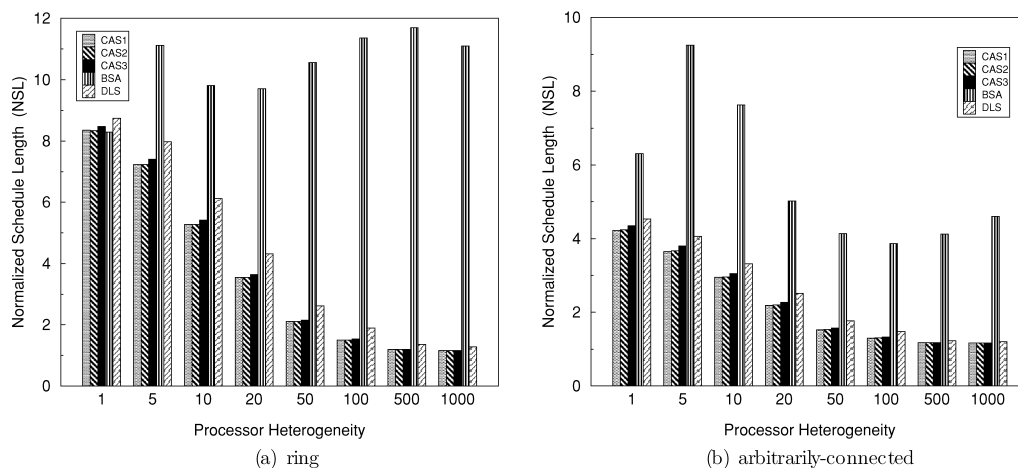 12
10
8
6
4
2
0
Normalized Schedule Length (NSL)
CAS1
CAS2
CAS3
BSA
DLS
1 5 10 20 50 100 500 1000
Processor Heterogeneity
(a) ring
10
8
6
4
2
0
Normalized Schedule Length (NSL)
CAS1
CAS2
CAS3
BSA
DLS
1 5 10 20 50 100 500 1000
Processor Heterogeneity
(b) arbitrarily-connected